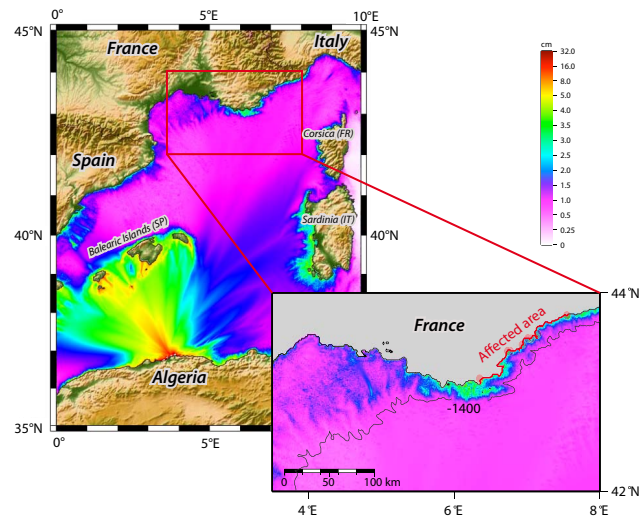 0°
5°E
10°E
45°N
France
Italy
Corsica (FR)
Spain
Sardinia (IT)
Balearic Islands (SP)
40°N
40°N
Algeria
35°N
0°
5°E
cm
32.0
16.0
8.0
5.0
4.0
3.5
3.0
2.5
2.0
1.5
1.0
0.5
0.25
0
44°N
France
Affected area
-1400
0 50 100 km
42°N
4°E
6°E
8°E